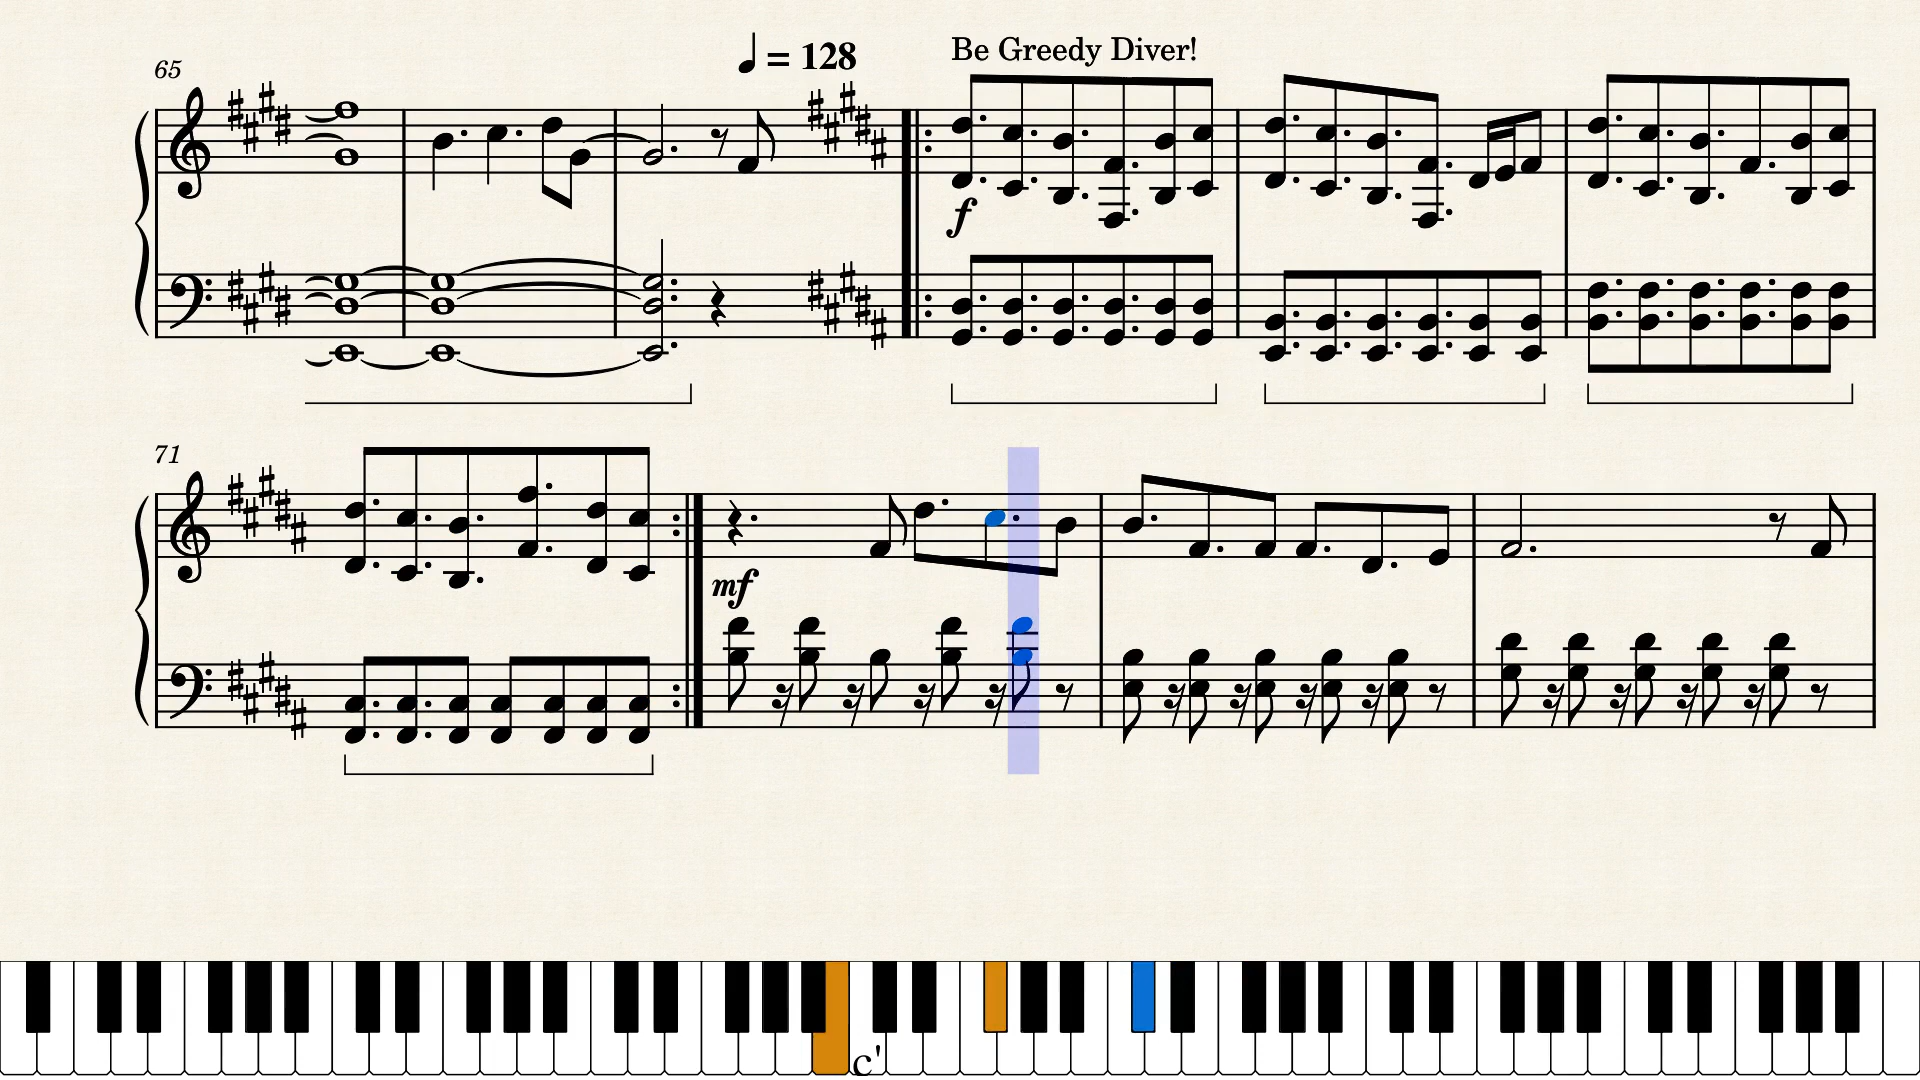 65
♩ = 128
Be Greedy Diver!
f
71
mf
c'